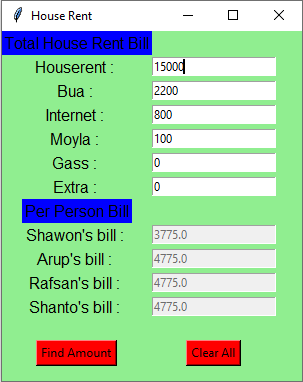 House Rent
Total House Rent Bill
Houserent : 15000
Bua : 2200
Internet : 800
Moyla : 100
Gass : 0
Extra : 0
Per Person Bill
Shawon's bill : 3775.0
Arup's bill : 4775.0
Rafsan's bill : 4775.0
Shanto's bill : 4775.0
Find Amount Clear All